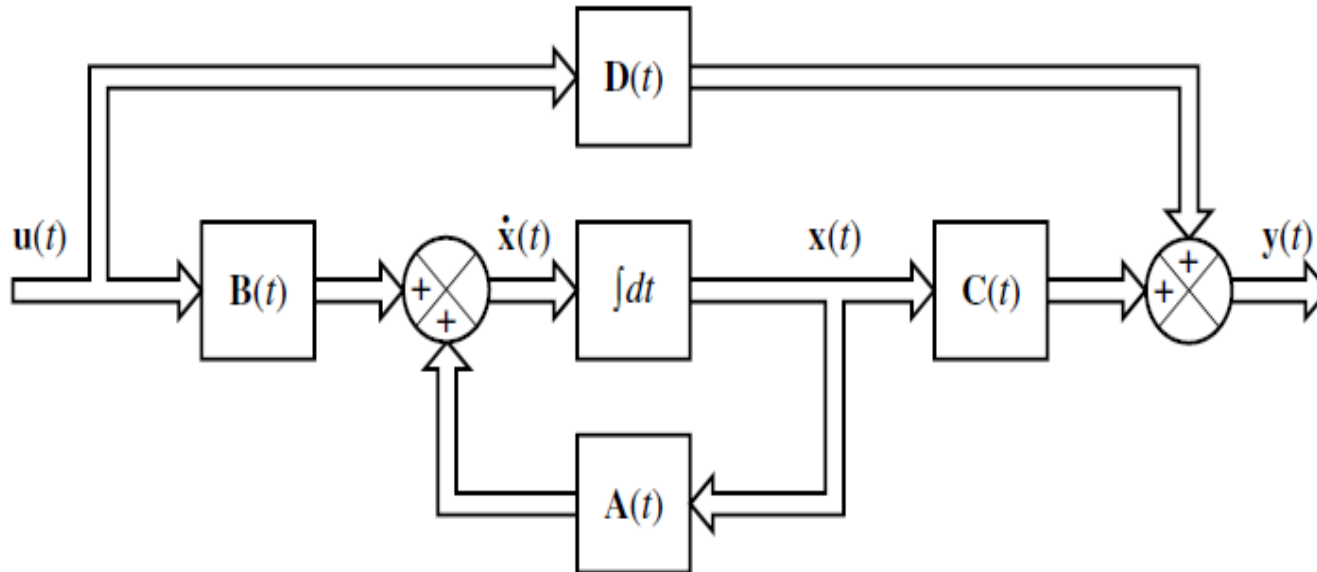 D(t)
u(t)
ẋ(t)
x(t)
y(t)
B(t)
+
+
∫dt
C(t)
+
+
A(t)